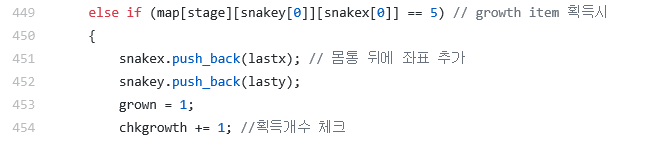 449 else if (map[stage][snakey[0]][snakex[0]] == 5) // growth item 획득시
450 {
451 snakex.push_back(lastx); // 몸통 뒤에 좌표 추가
452 snakey.push_back(lasty);
453 grown = 1;
454 chkgrowth += 1; //획득개수 체크